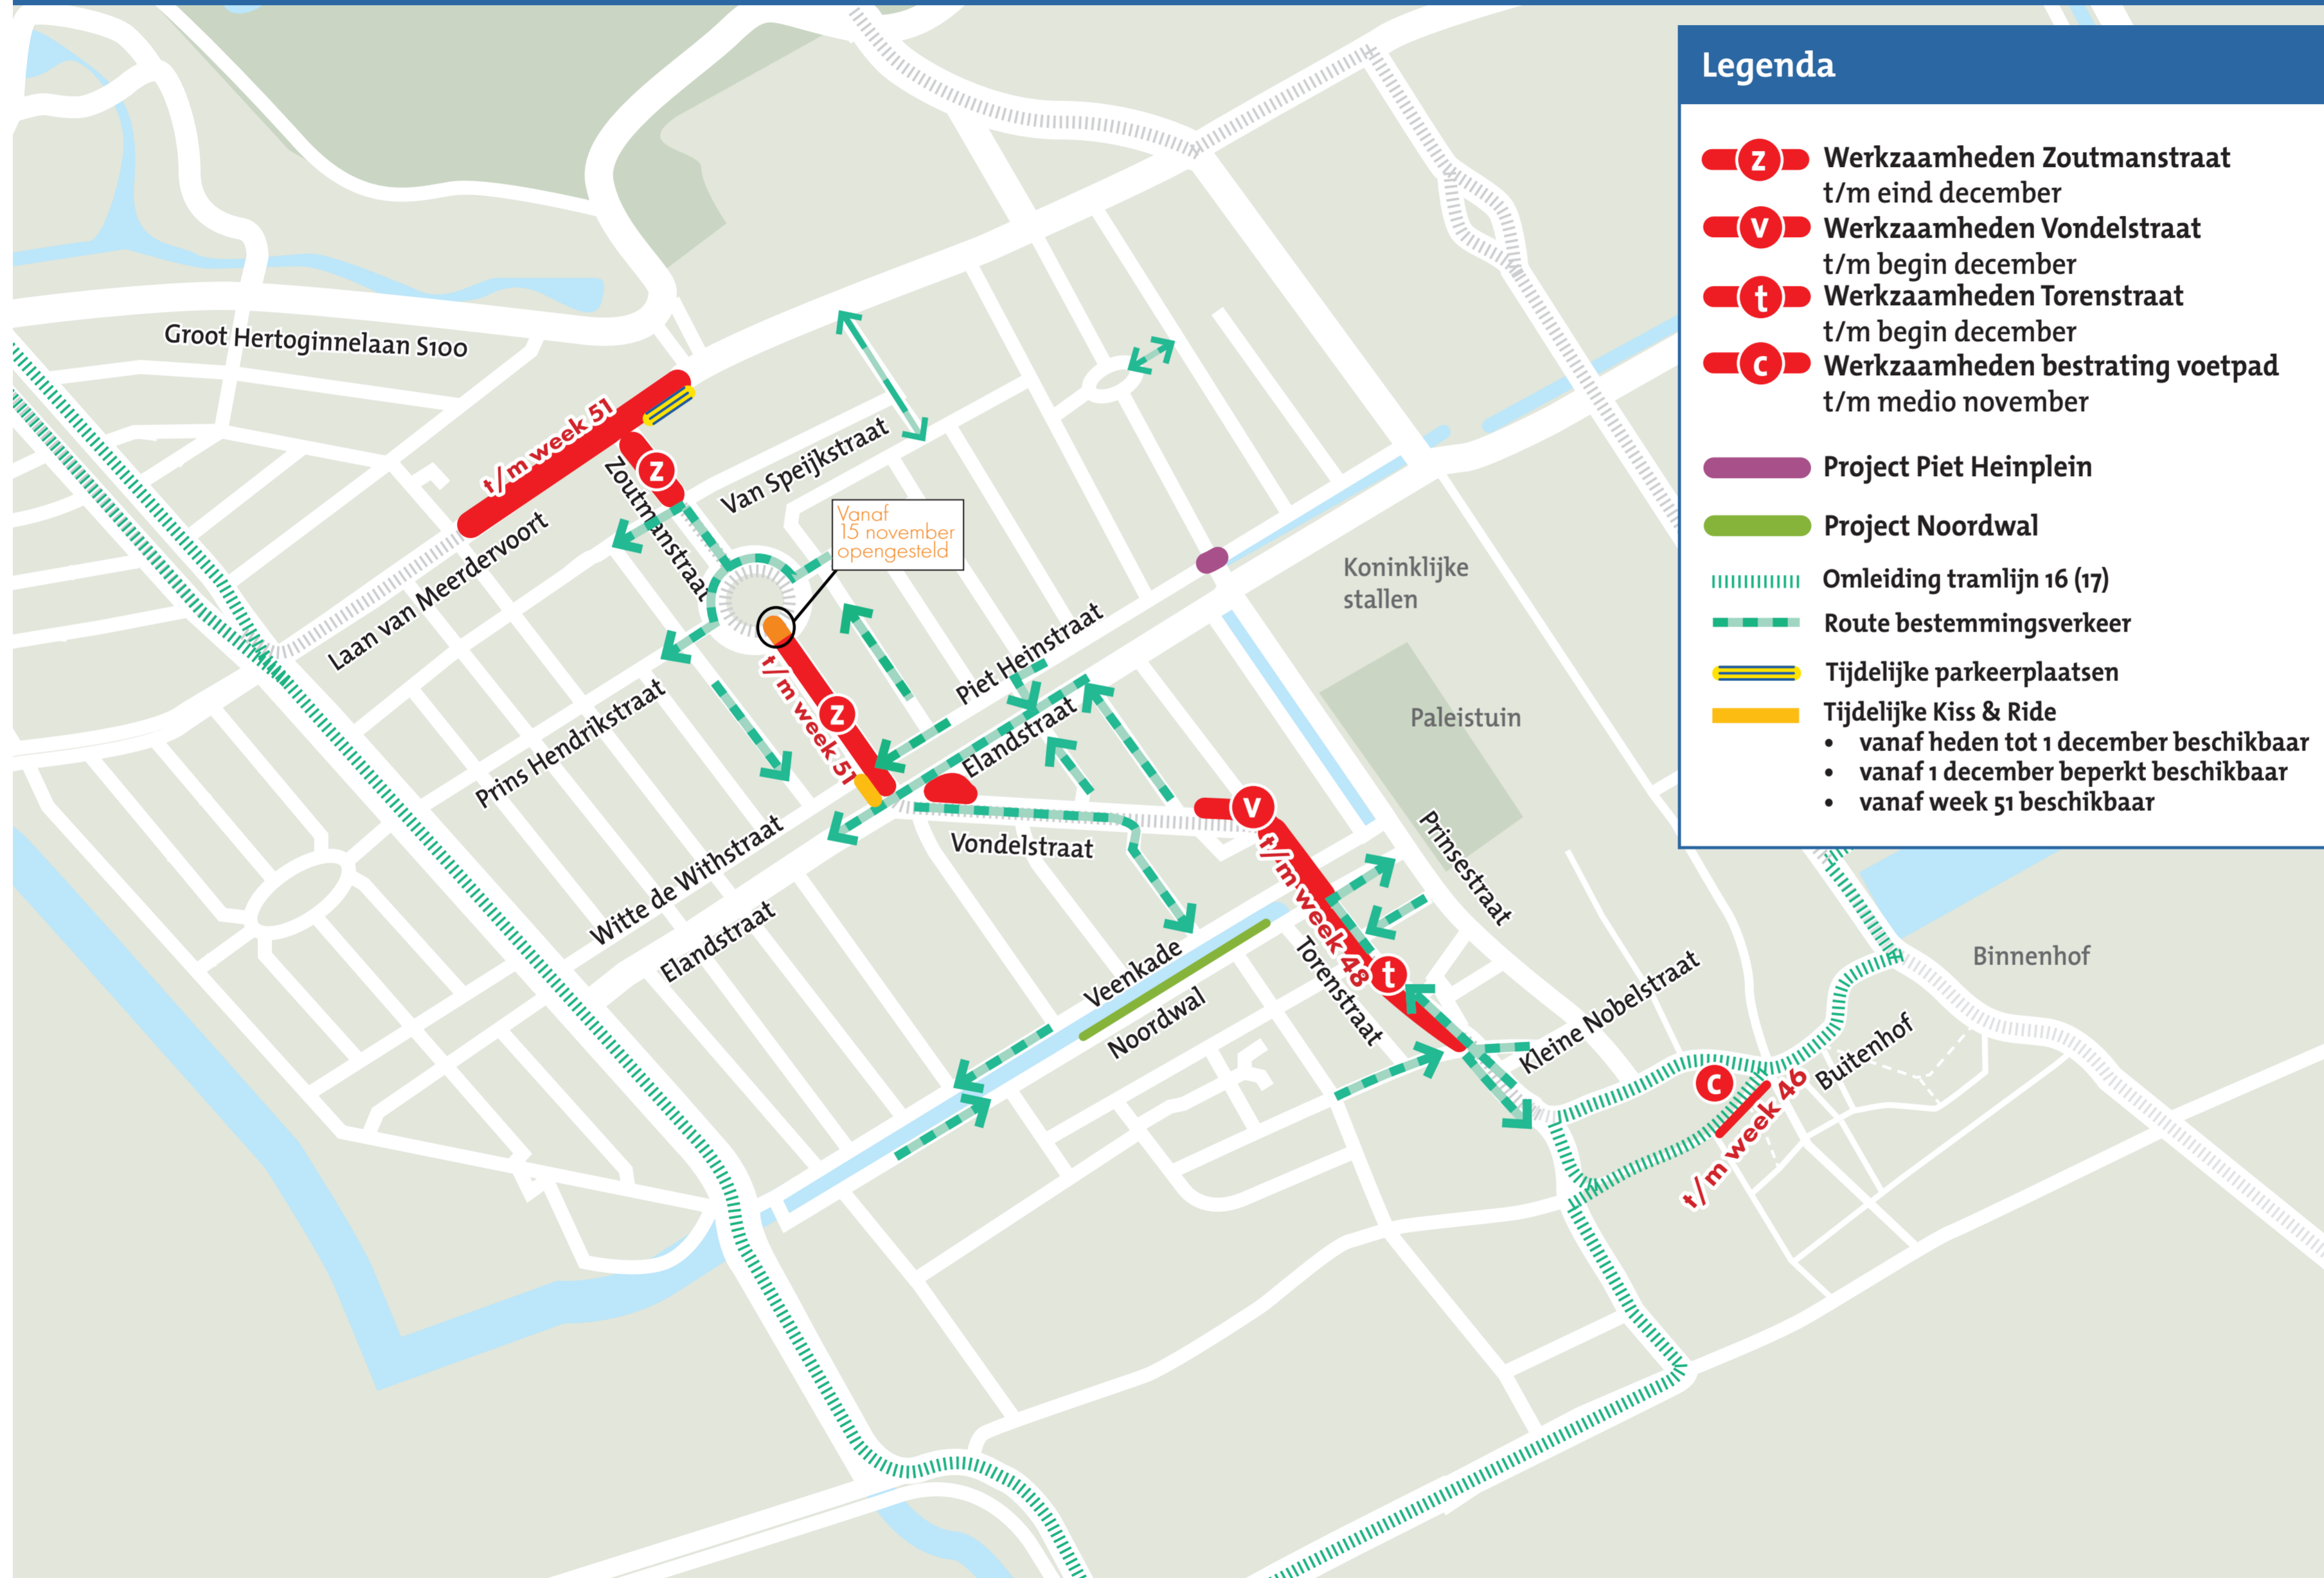 Legenda
z
Werkzaamheden Zoutmanstraat
t/m eind december
v
Werkzaamheden Vondelstraat
t/m begin december
t
Werkzaamheden Torenstraat
t/m begin december
c
Werkzaamheden bestrating voetpad
t/m medio november
Project Piet Heinplein
Project Noordwal
Omleiding tramlijn 16 (17)
Route bestemmingsverkeer
Tijdelijke parkeerplaatsen
Tijdelijke Kiss & Ride
• vanaf heden tot 1 december beschikbaar
• vanaf 1 december beperkt beschikbaar
• vanaf week 51 beschikbaar
Groot Hertoginnelaan S100
t/m week 51
z
Zoutmanstraat
Van Speijkstraat
Laan van Meerdervoort
Vanaf
15 november
opengesteld
Koninklijke
stallen
Piet Heinstraat
t/m week 51
z
Prins Hendrikstraat
Elandstraat
Paleistuin
v
Vondelstraat
Prinsestraat
Witte de Withstraat
t/m week 48
Elandstraat
Veenkade
Noordwal
Torenstraat
t
Kleine Nobelstraat
Binnenhof
Buitenhof
c
t/m week 46